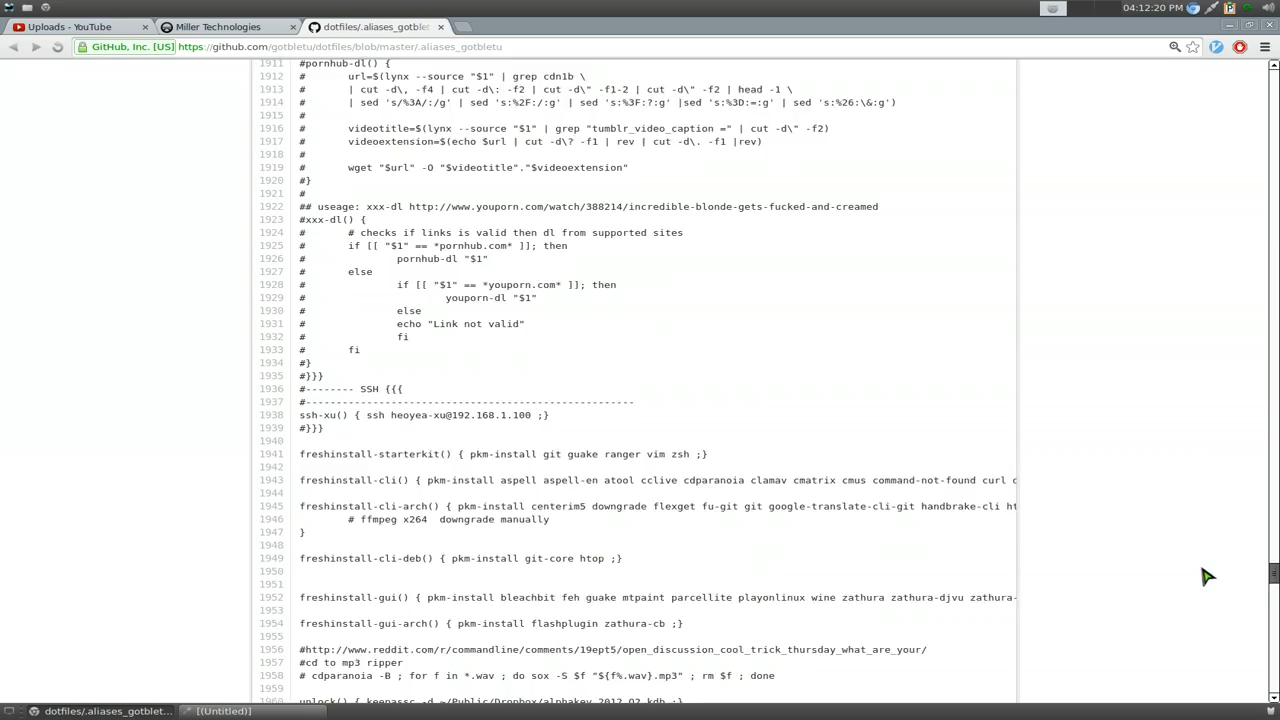 04:12:20 PM
Uploads - YouTube
Miller Technologies
dotfiles/.aliases_gotbletu
GitHub, Inc. [US] https://github.com/gotbletu/dotfiles/blob/master/.aliases_gotbletu
1911 #pornhub-dl() {
1912 # url=$(lynx --source "$1" | grep cdn1b \
1913 # | cut -d\, -f4 | cut -d\: -f2 | cut -d\" -f1-2 | cut -d\" -f2 | head -1 \
1914 # | sed 's/%3A/:/g' | sed 's:%2F:/:g' | sed 's:%3F:?:g' |sed 's:%3D:=:g' | sed 's:%26:\&:g')
1915 #
1916 # videotitle=$(lynx --source "$1" | grep "tumblr_video_caption =" | cut -d\" -f2)
1917 # videoextension=$(echo $url | cut -d\? -f1 | rev | cut -d\. -f1 |rev)
1918 #
1919 # wget "$url" -O "$videotitle"."$videoextension"
1920 #}
1921 #
1922 ## useage: xxx-dl http://www.youporn.com/watch/388214/incredible-blonde-gets-fucked-and-creamed
1923 #xxx-dl() {
1924 # # checks if links is valid then dl from supported sites
1925 # if [[ "$1" == *pornhub.com* ]]; then
1926 # pornhub-dl "$1"
1927 # else
1928 # if [[ "$1" == *youporn.com* ]]; then
1929 # youporn-dl "$1"
1930 # else
1931 # echo "Link not valid"
1932 # fi
1933 # fi
1934 #}
1935 #}}}
1936 #-------- SSH {{{
1937 #------------------------------------------------------
1938 ssh-xu() { ssh heoyea-xu@192.168.1.100 ;}
1939 #}}}
1940
1941 freshinstall-starterkit() { pkm-install git guake ranger vim zsh ;}
1942
1943 freshinstall-cli() { pkm-install aspell aspell-en atool cclive cdparanoia clamav cmatrix cmus command-not-found curl d
1944
1945 freshinstall-cli-arch() { pkm-install centerim5 downgrade flexget fu-git git google-translate-cli-git handbrake-cli ht
1946 # ffmpeg x264 downgrade manually
1947 }
1948
1949 freshinstall-cli-deb() { pkm-install git-core htop ;}
1950
1951
1952 freshinstall-gui() { pkm-install bleachbit feh guake mtpaint parcellite playonlinux wine zathura zathura-djvu zathura-
1953
1954 freshinstall-gui-arch() { pkm-install flashplugin zathura-cb ;}
1955
1956 #http://www.reddit.com/r/commandline/comments/19ept5/open_discussion_cool_trick_thursday_what_are_your/
1957 #cd to mp3 ripper
1958 # cdparanoia -B ; for f in *.wav ; do sox -S $f "${f%.wav}.mp3" ; rm $f ; done
1959
1960 unlock() { keepassc -d ~/Public/Dropbox/alphakey_2012_02.kdb ;}
dotfiles/.aliases_gotblet... [(Untitled)]